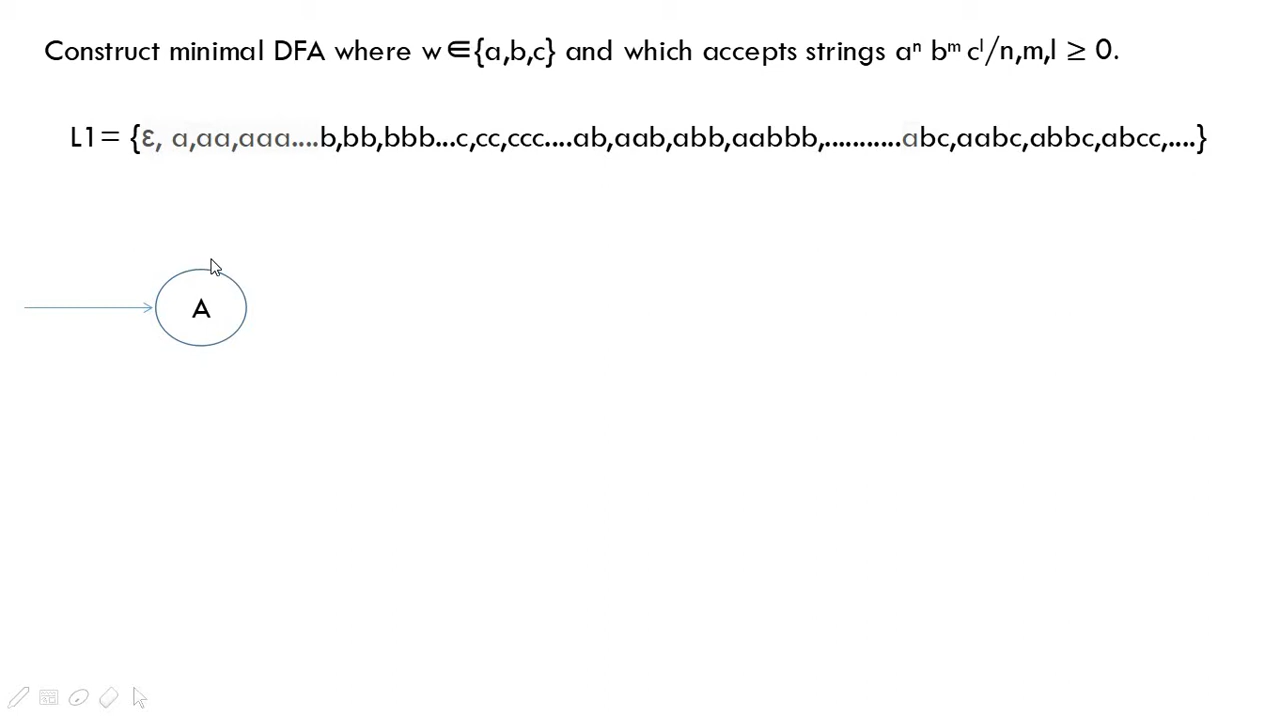 Construct minimal DFA where w∈{a,b,c} and which accepts strings aⁿ bᵐ cˡ/n,m,l ≥ 0.
L1= {ε, a,aa,aaa....b,bb,bbb...c,cc,ccc....ab,aab,abb,aabbb,...........abc,aabc,abbc,abcc,....}
A